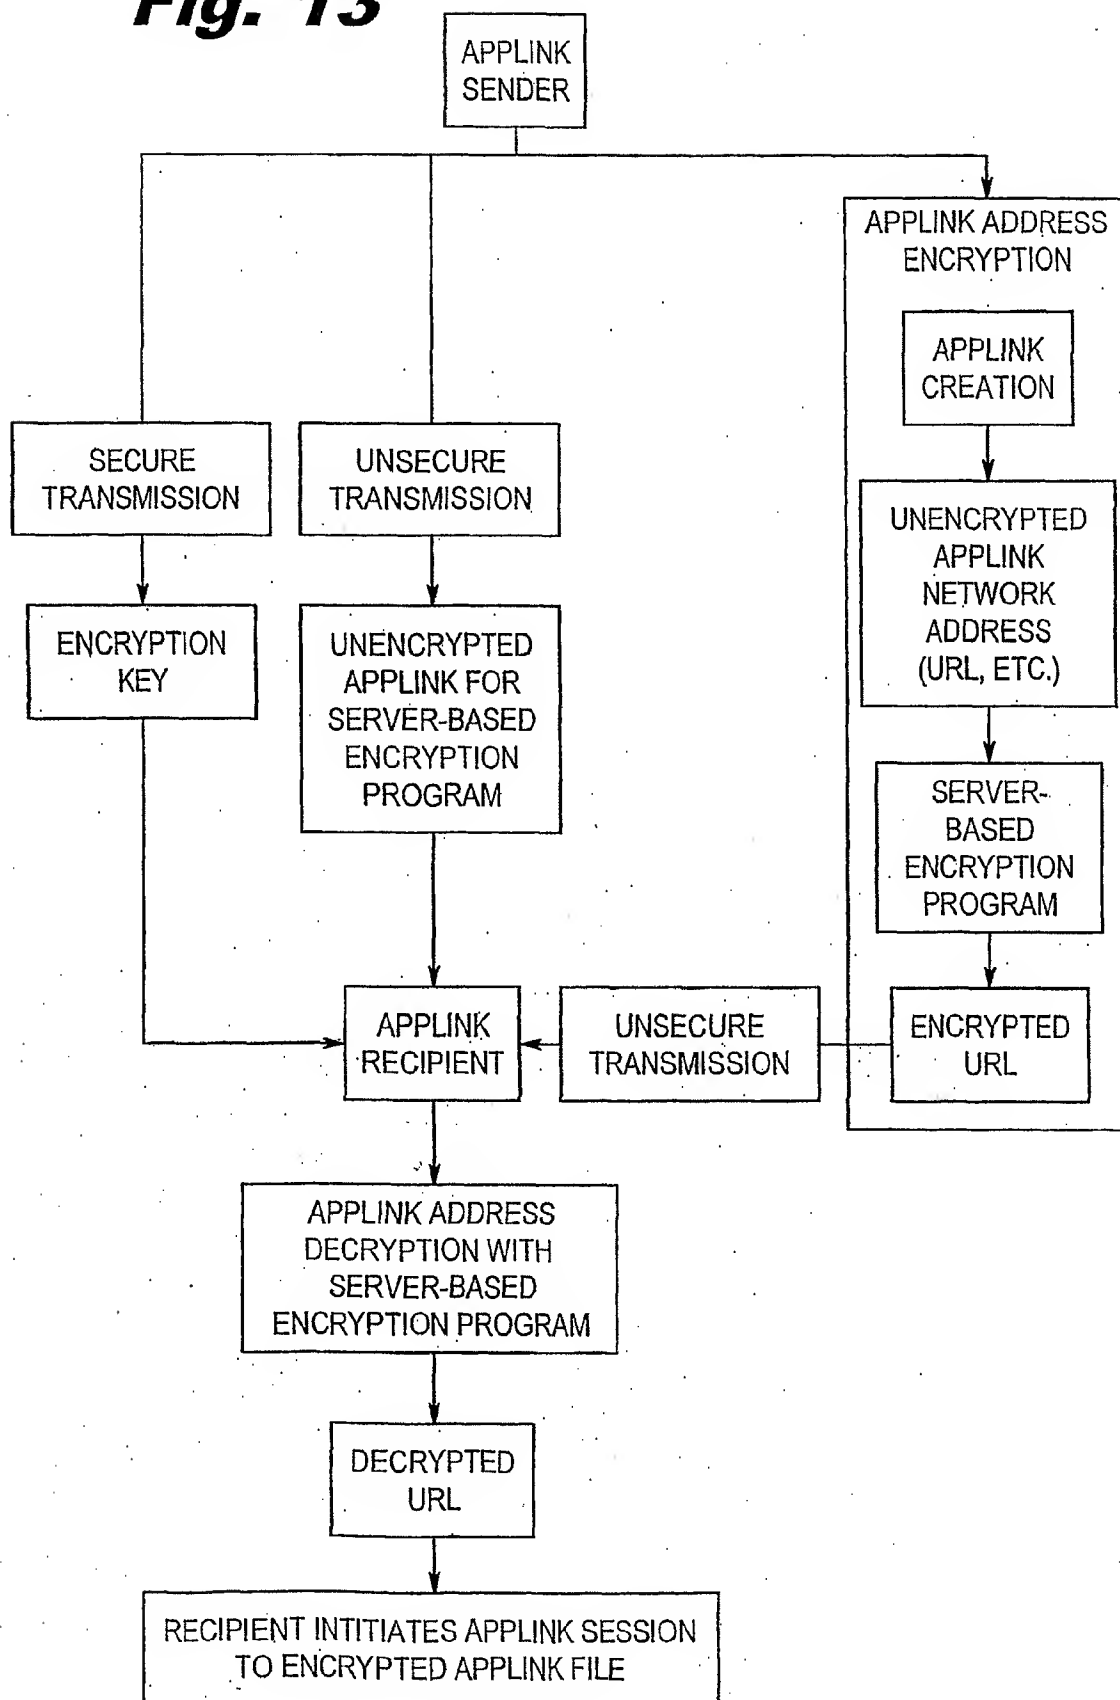 Fig. 13
APPLINK
SENDER
APPLINK ADDRESS
ENCRYPTION
APPLINK
CREATION
SECURE
TRANSMISSION
UNSECURE
TRANSMISSION
UNENCRYPTED
APPLINK
NETWORK
ADDRESS
(URL, ETC.)
ENCRYPTION
KEY
UNENCRYPTED
APPLINK FOR
SERVER-BASED
ENCRYPTION
PROGRAM
SERVER-
BASED
ENCRYPTION
PROGRAM
APPLINK
RECIPIENT
UNSECURE
TRANSMISSION
ENCRYPTED
URL
APPLINK ADDRESS
DECRYPTION WITH
SERVER-BASED
ENCRYPTION PROGRAM
DECRYPTED
URL
RECIPIENT INTITIATES APPLINK SESSION
TO ENCRYPTED APPLINK FILE